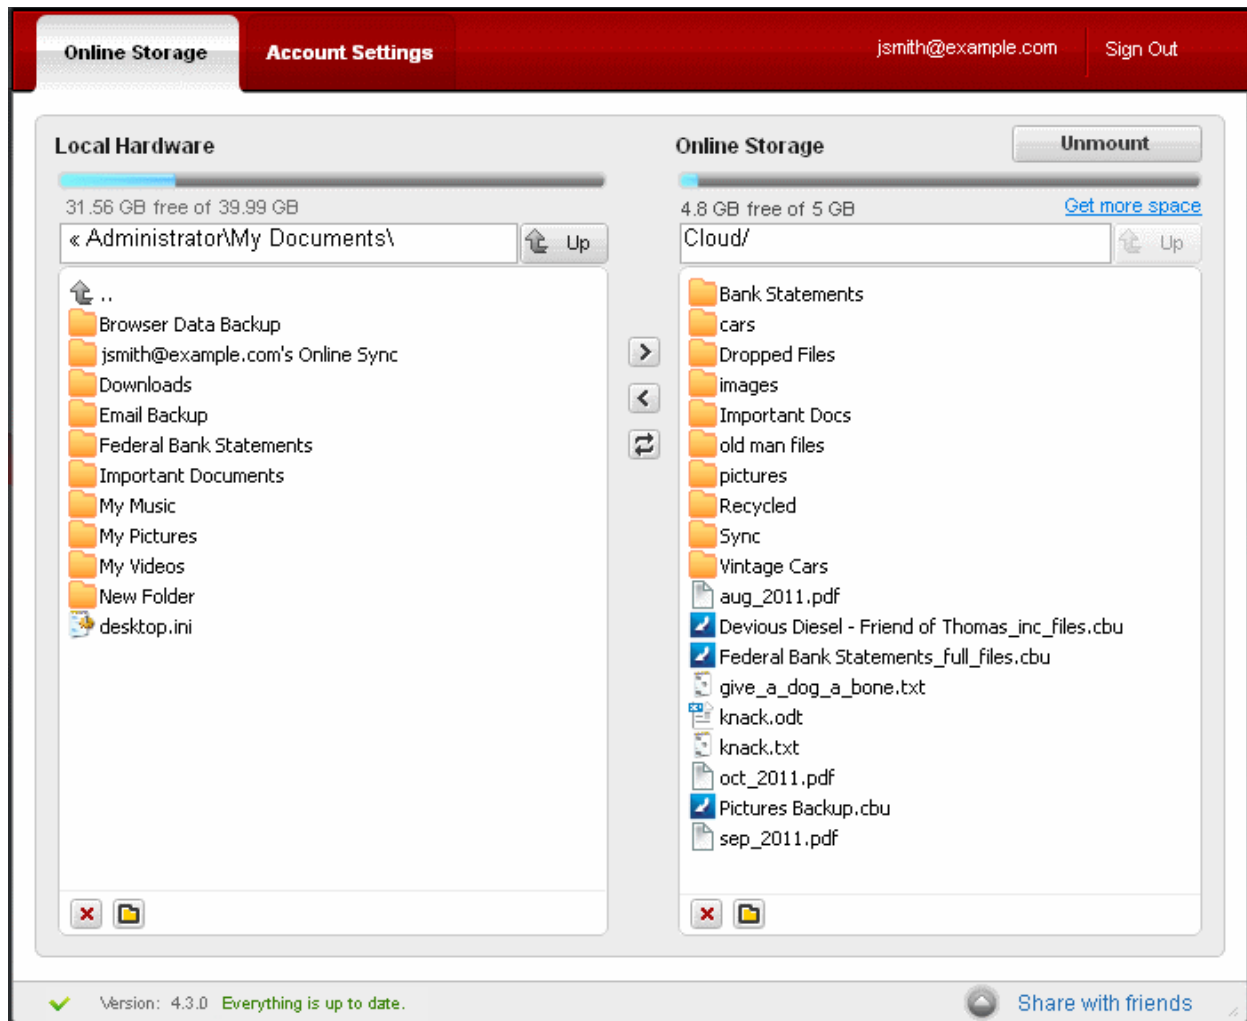 Online Storage
Account Settings
jsmith@example.com
Sign Out
Local Hardware
31.56 GB free of 39.99 GB
« Administrator\My Documents\
Up
..
Browser Data Backup
jsmith@example.com's Online Sync
Downloads
Email Backup
Federal Bank Statements
Important Documents
My Music
My Pictures
My Videos
New Folder
desktop.ini
Online Storage
Unmount
4.8 GB free of 5 GB
Get more space
Cloud/
Up
Bank Statements
cars
Dropped Files
images
Important Docs
old man files
pictures
Recycled
Sync
Vintage Cars
aug_2011.pdf
Devious Diesel - Friend of Thomas_inc_files.cbu
Federal Bank Statements_full_files.cbu
give_a_dog_a_bone.txt
knack.odt
knack.txt
oct_2011.pdf
Pictures Backup.cbu
sep_2011.pdf
Version: 4.3.0 Everything is up to date.
Share with friends